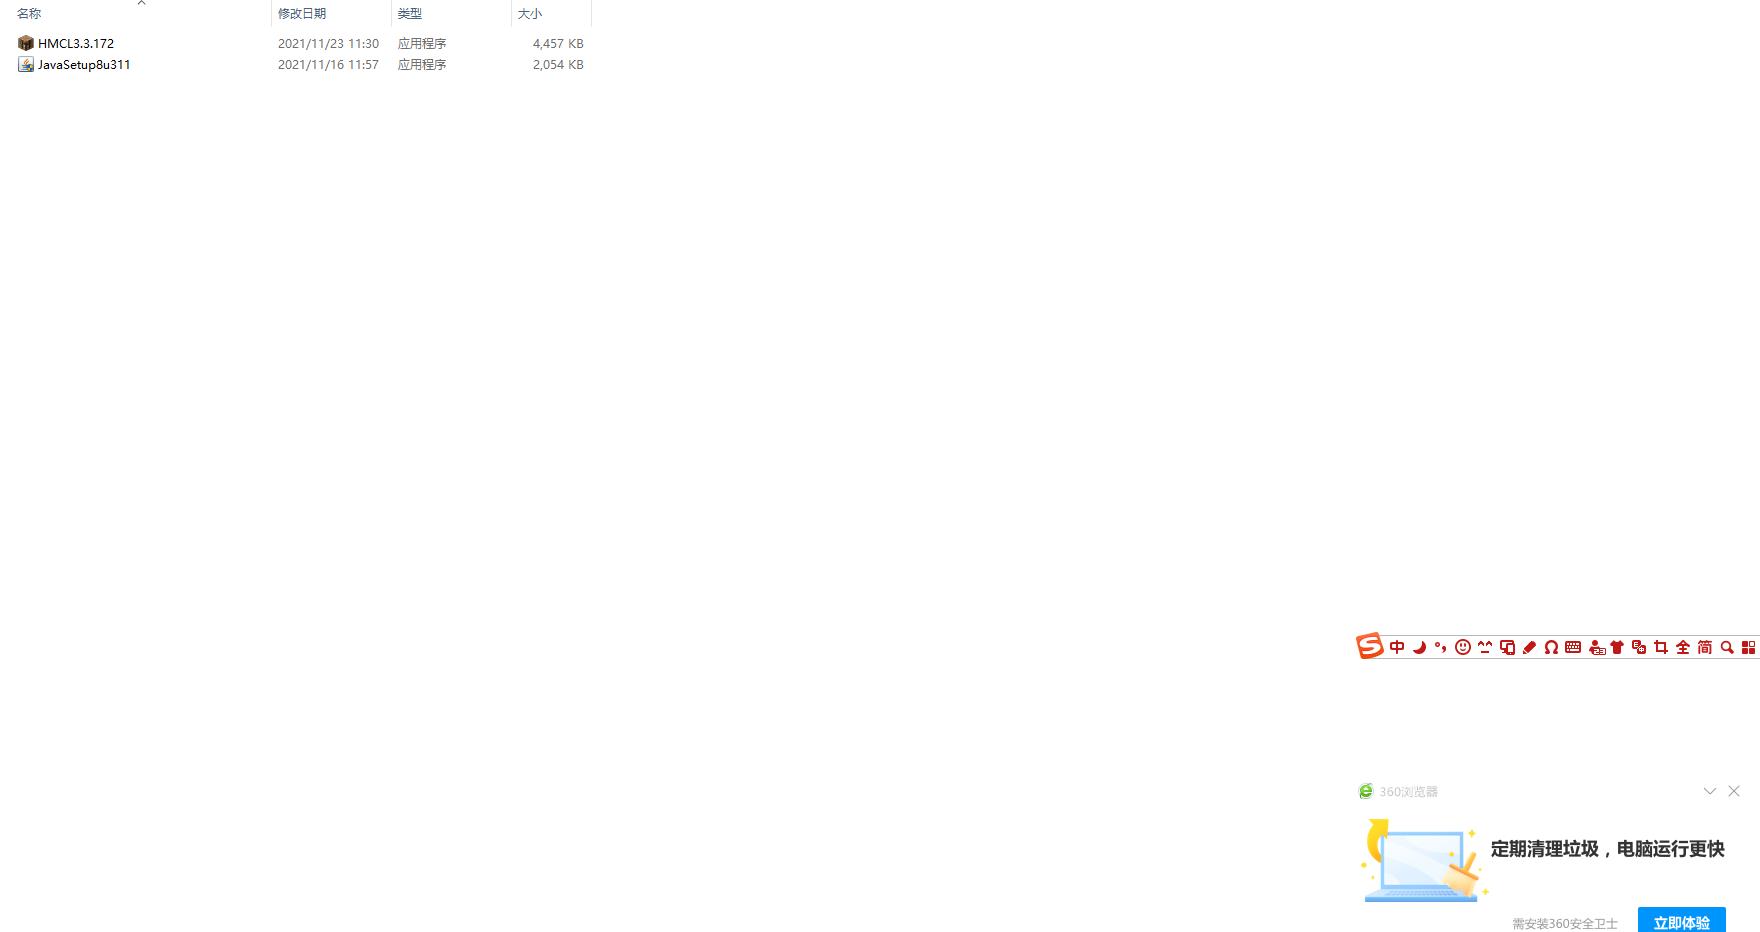 名称 修改日期 类型 大小
HMCL3.3.172 2021/11/23 11:30 应用程序 4,457 KB
JavaSetup8u311 2021/11/16 11:57 应用程序 2,054 KB
S 中 全 简
360浏览器
定期清理垃圾，电脑运行更快
需安装360安全卫士 立即体验